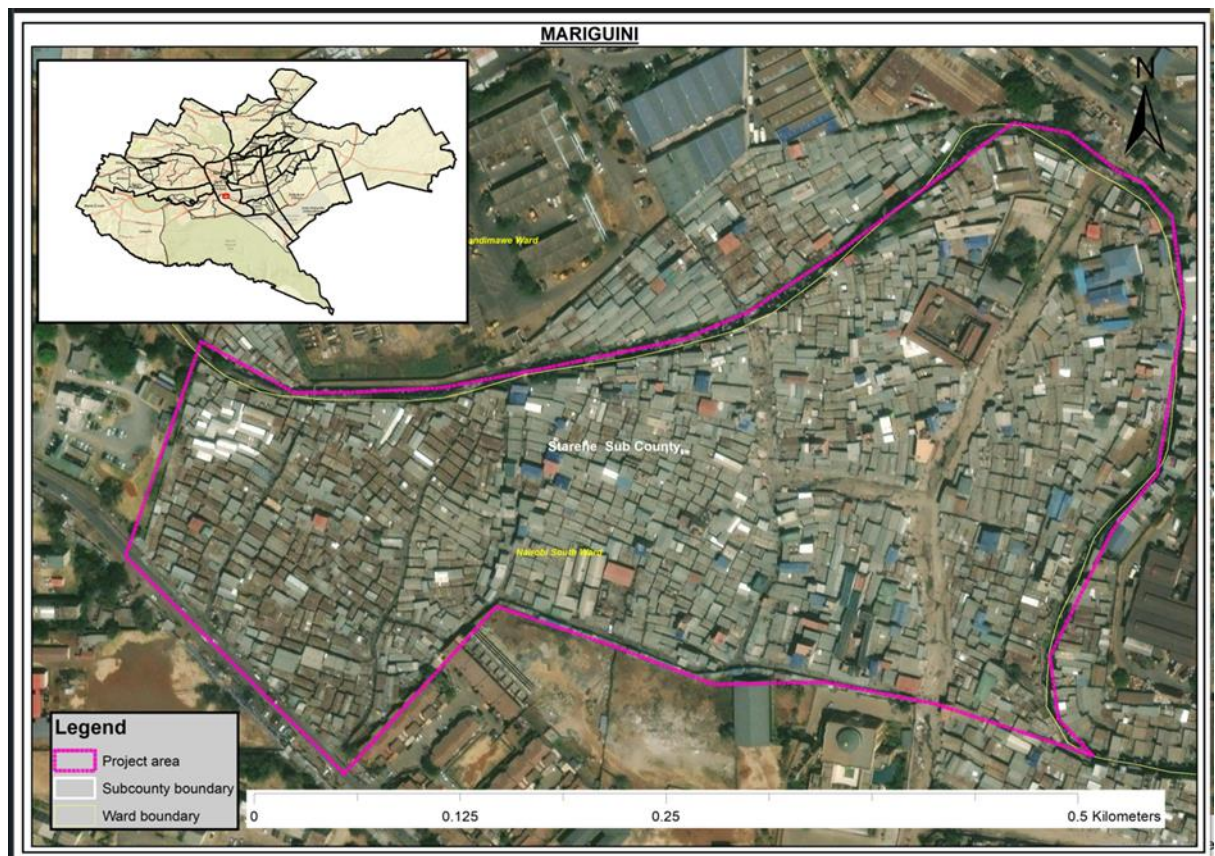 MARIGUINI
N
andimawe Ward
Starehe Sub County
Nairobi South Ward
Legend
Project area
Subcounty boundary
Ward boundary
0
0.125
0.25
0.5 Kilometers